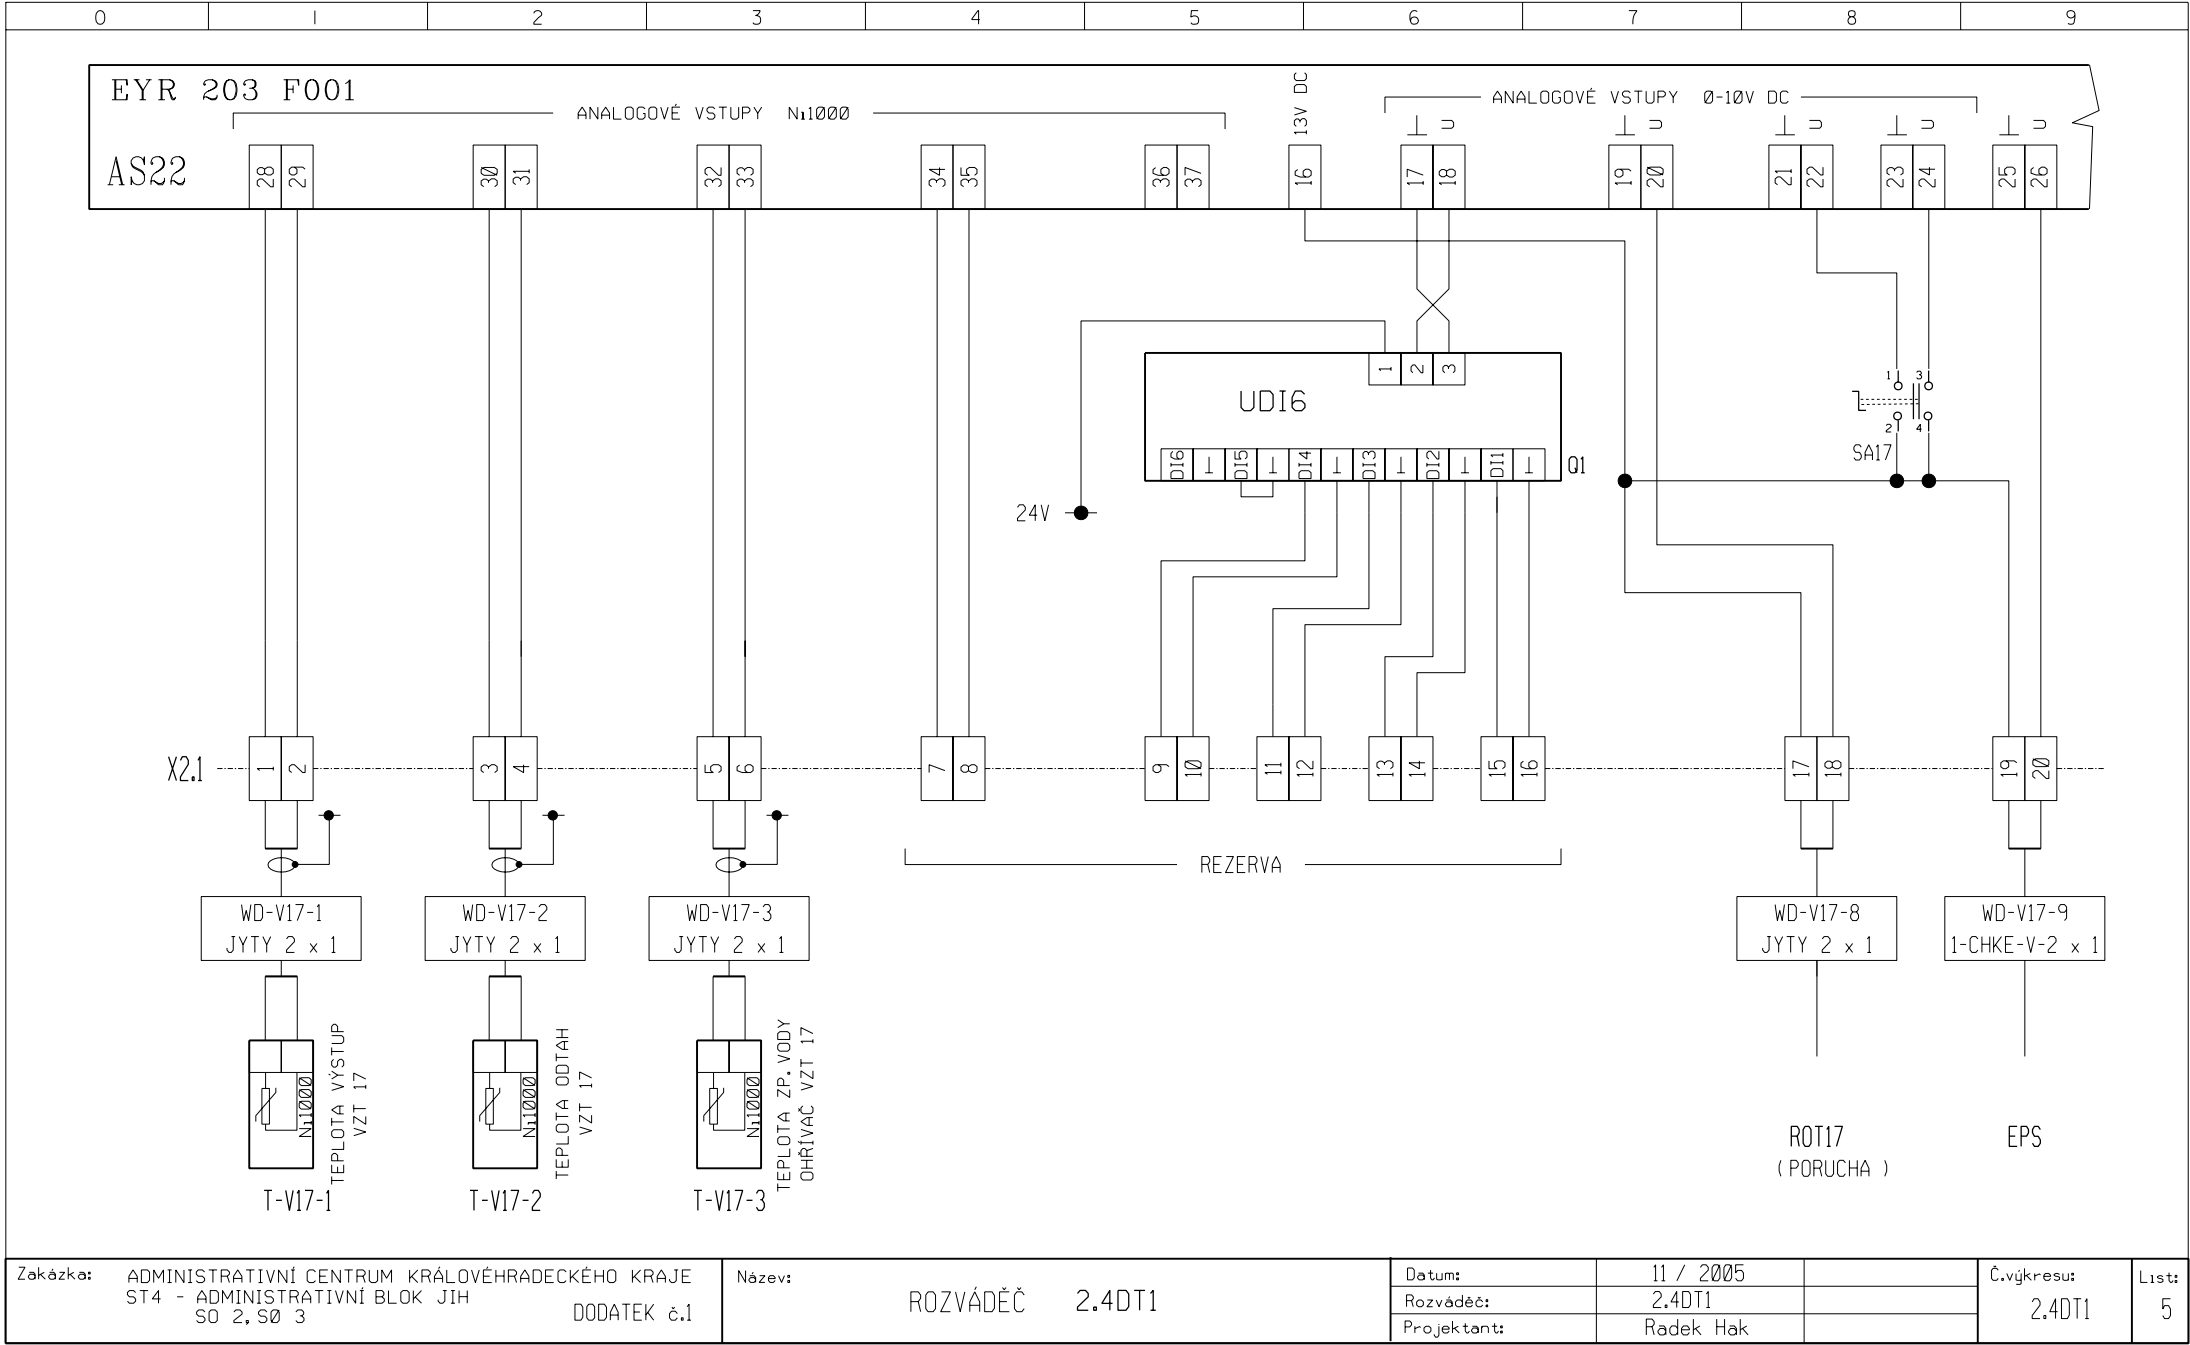 0 1 2 3 4 5 6 7 8 9
EYR 203 F001
ANALOGOVÉ VSTUPY Ni1000
13V DC
ANALOGOVÉ VSTUPY 0-10V DC
⊥ U ⊥ U ⊥ U ⊥ U ⊥ U
AS22
28 29 30 31 32 33 34 35 36 37 16 17 18 19 20 21 22 23 24 25 26
1 2 3
UDI6
1 3
2 4
SA17
DI6 ⊥ DI5 ⊥ DI4 ⊥ DI3 ⊥ DI2 ⊥ DI1 ⊥
Q1
24V
X2.1
1 2 3 4 5 6 7 8 9 10 11 12 13 14 15 16 17 18 19 20
REZERVA
WD-V17-1
JYTY 2 x 1
WD-V17-2
JYTY 2 x 1
WD-V17-3
JYTY 2 x 1
WD-V17-8
JYTY 2 x 1
WD-V17-9
1-CHKE-V-2 x 1
Ni1000
TEPLOTA VÝSTUP
VZT 17
T-V17-1
Ni1000
TEPLOTA ODTAH
VZT 17
T-V17-2
Ni1000
TEPLOTA ZP. VODY
OHŘÍVAČ VZT 17
T-V17-3
ROT17
( PORUCHA )
EPS
Zakázka: ADMINISTRATIVNÍ CENTRUM KRÁLOVÉHRADECKÉHO KRAJE
ST4 - ADMINISTRATIVNÍ BLOK JIH
SO 2, SØ 3
DODATEK č.1
Název:
ROZVÁDĚČ 2.4DT1
Datum: 11 / 2005
Rozváděč: 2.4DT1
Projektant: Radek Hak
Č.výkresu:
2.4DT1
List:
5